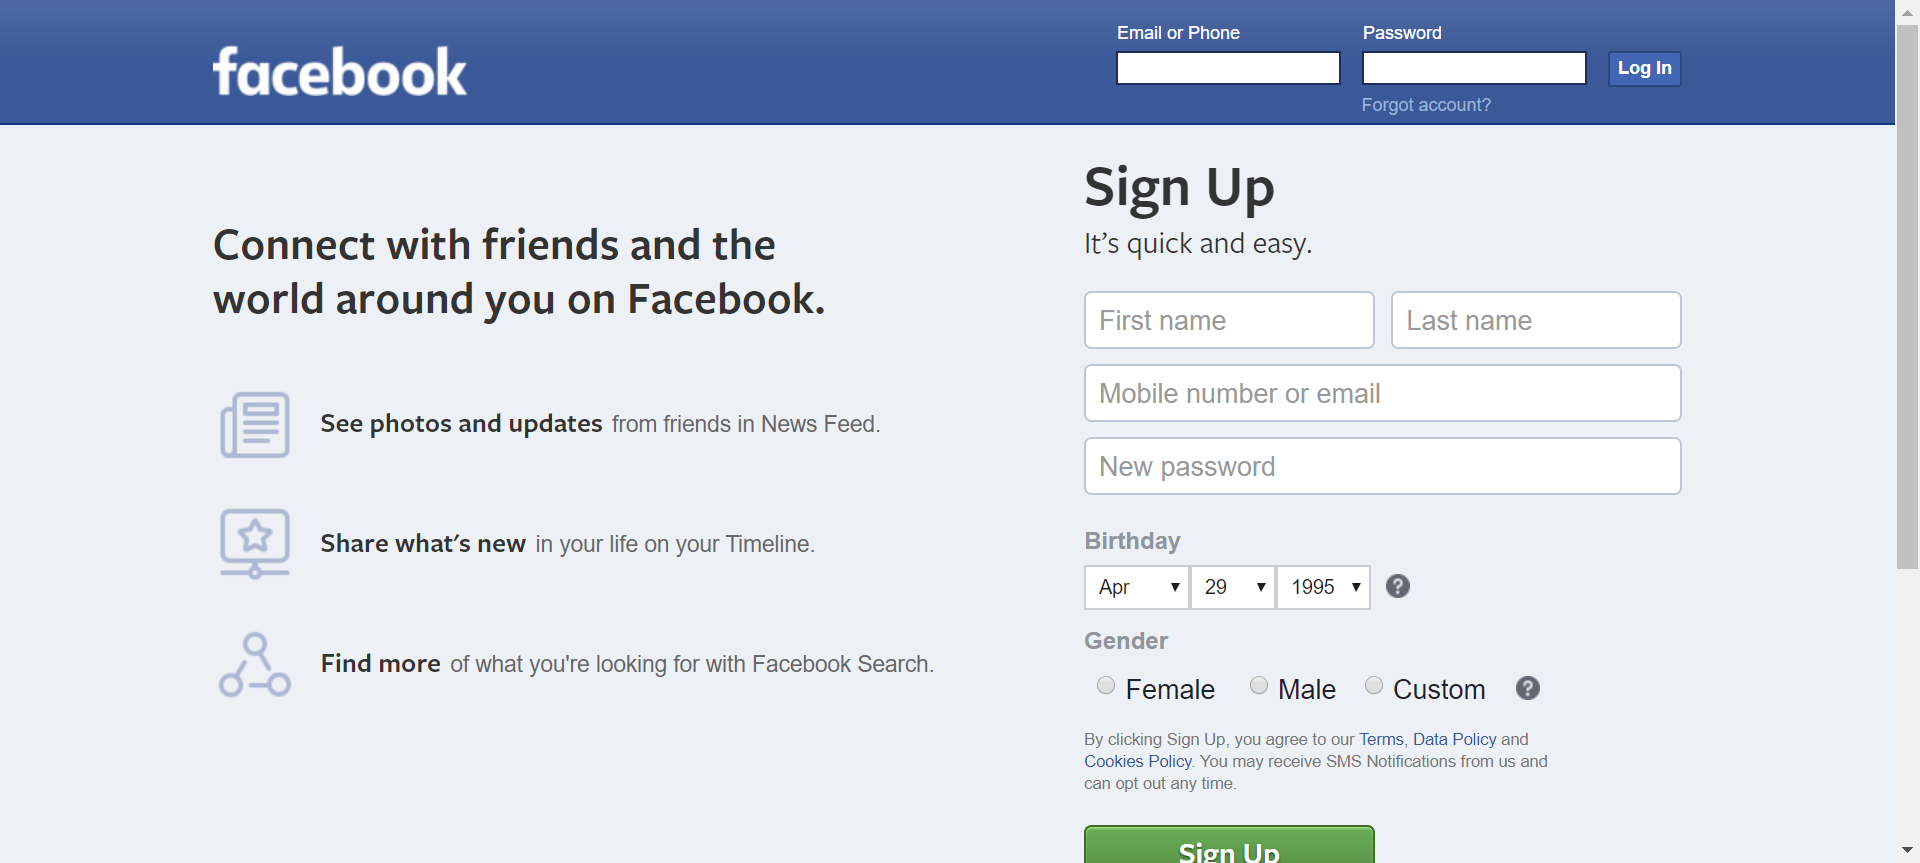 facebook
Email or Phone
Password
Log In
Forgot account?
Connect with friends and the
world around you on Facebook.
See photos and updates from friends in News Feed.
Share what's new in your life on your Timeline.
Find more of what you're looking for with Facebook Search.
Sign Up
It's quick and easy.
First name Last name
Mobile number or email
New password
Birthday
Apr 29 1995 ?
Gender
Female Male Custom ?
By clicking Sign Up, you agree to our Terms, Data Policy and
Cookies Policy. You may receive SMS Notifications from us and
can opt out any time.
Sign Up